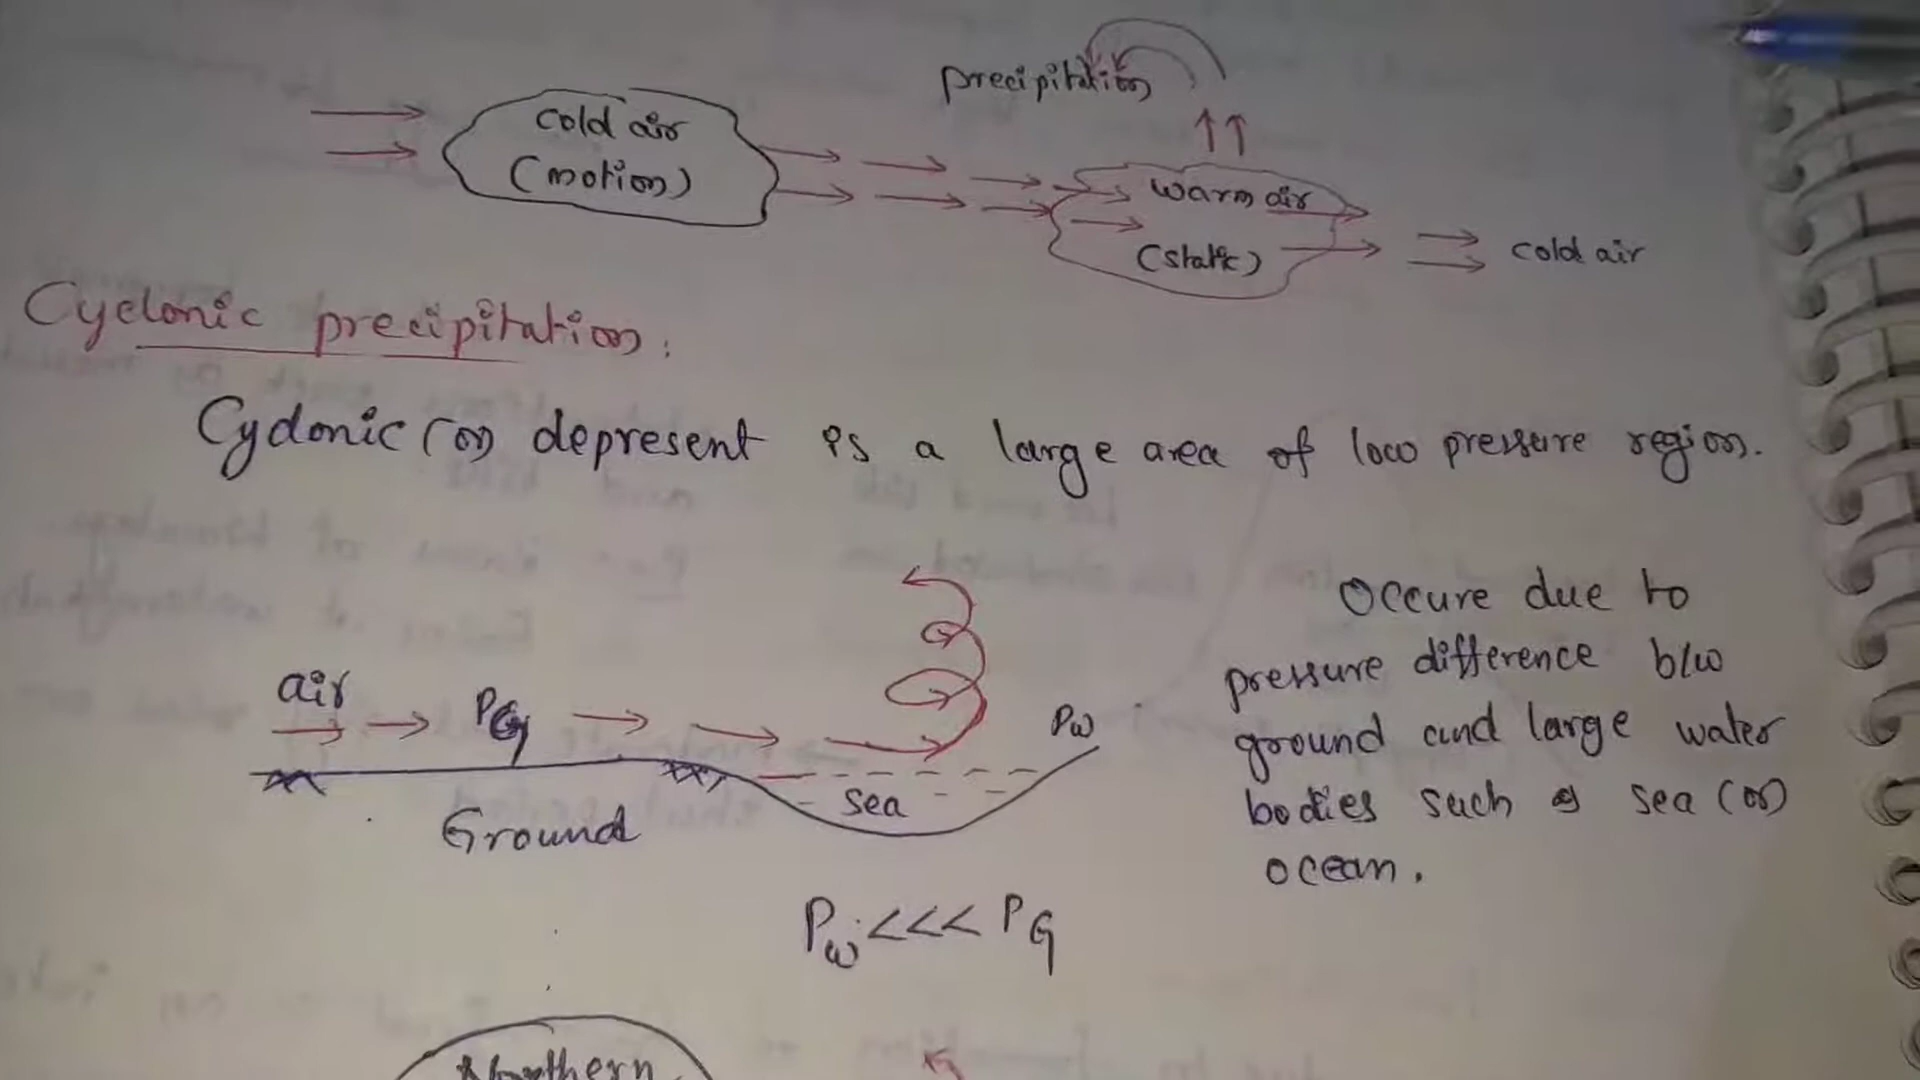 precipitation
cold air
(motion)
warm air
(static)
cold air
Cyclonic precipitation:
Cyclonic (or) depresent is a large area of low pressure region.
Occure due to
pressure difference b/w
ground and large water
bodies such as sea (or)
ocean.
air
PG
Pw
Sea
Ground
Pw <<< PG
Northern